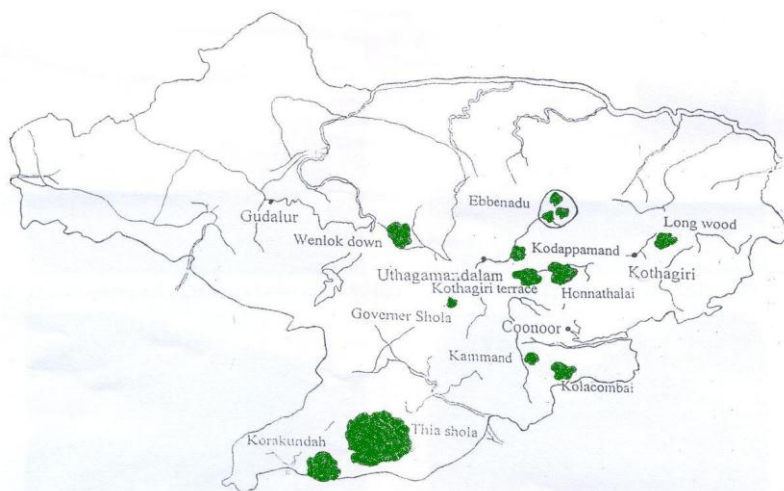 Ebbenadu
Gudalur
Long wood
Wenlok down
Kodappamand
Uthagamandalam
Kothagiri
Kothagiri terrace
Honnathalai
Governer Shola
Coonoor
Kammand
Kolacombai
Thia shola
Korakundah